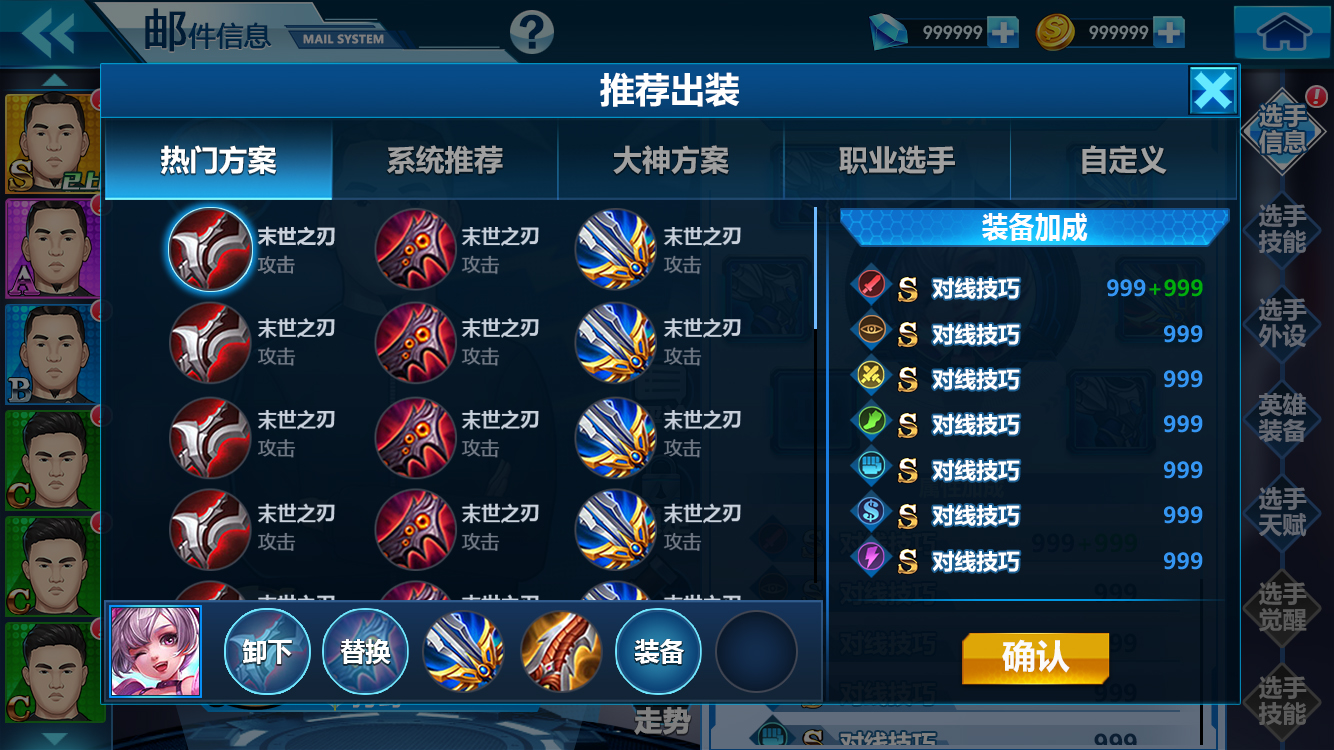 邮件信息
MAIL SYSTEM
?
999999
999999
推荐出装
热门方案
系统推荐
大神方案
职业选手
自定义
末世之刃
攻击
末世之刃
攻击
末世之刃
攻击
末世之刃
攻击
末世之刃
攻击
末世之刃
攻击
末世之刃
攻击
末世之刃
攻击
末世之刃
攻击
末世之刃
攻击
末世之刃
攻击
末世之刃
攻击
卸下
替换
装备
装备加成
S 对线技巧 999+999
S 对线技巧 999
S 对线技巧 999
S 对线技巧 999
S 对线技巧 999
S 对线技巧 999
S 对线技巧 999
确认
S
A
B
C
C
C
选手信息
选手技能
选手外设
英雄装备
选手天赋
选手觉醒
选手技能
走势
S 对线技巧 999